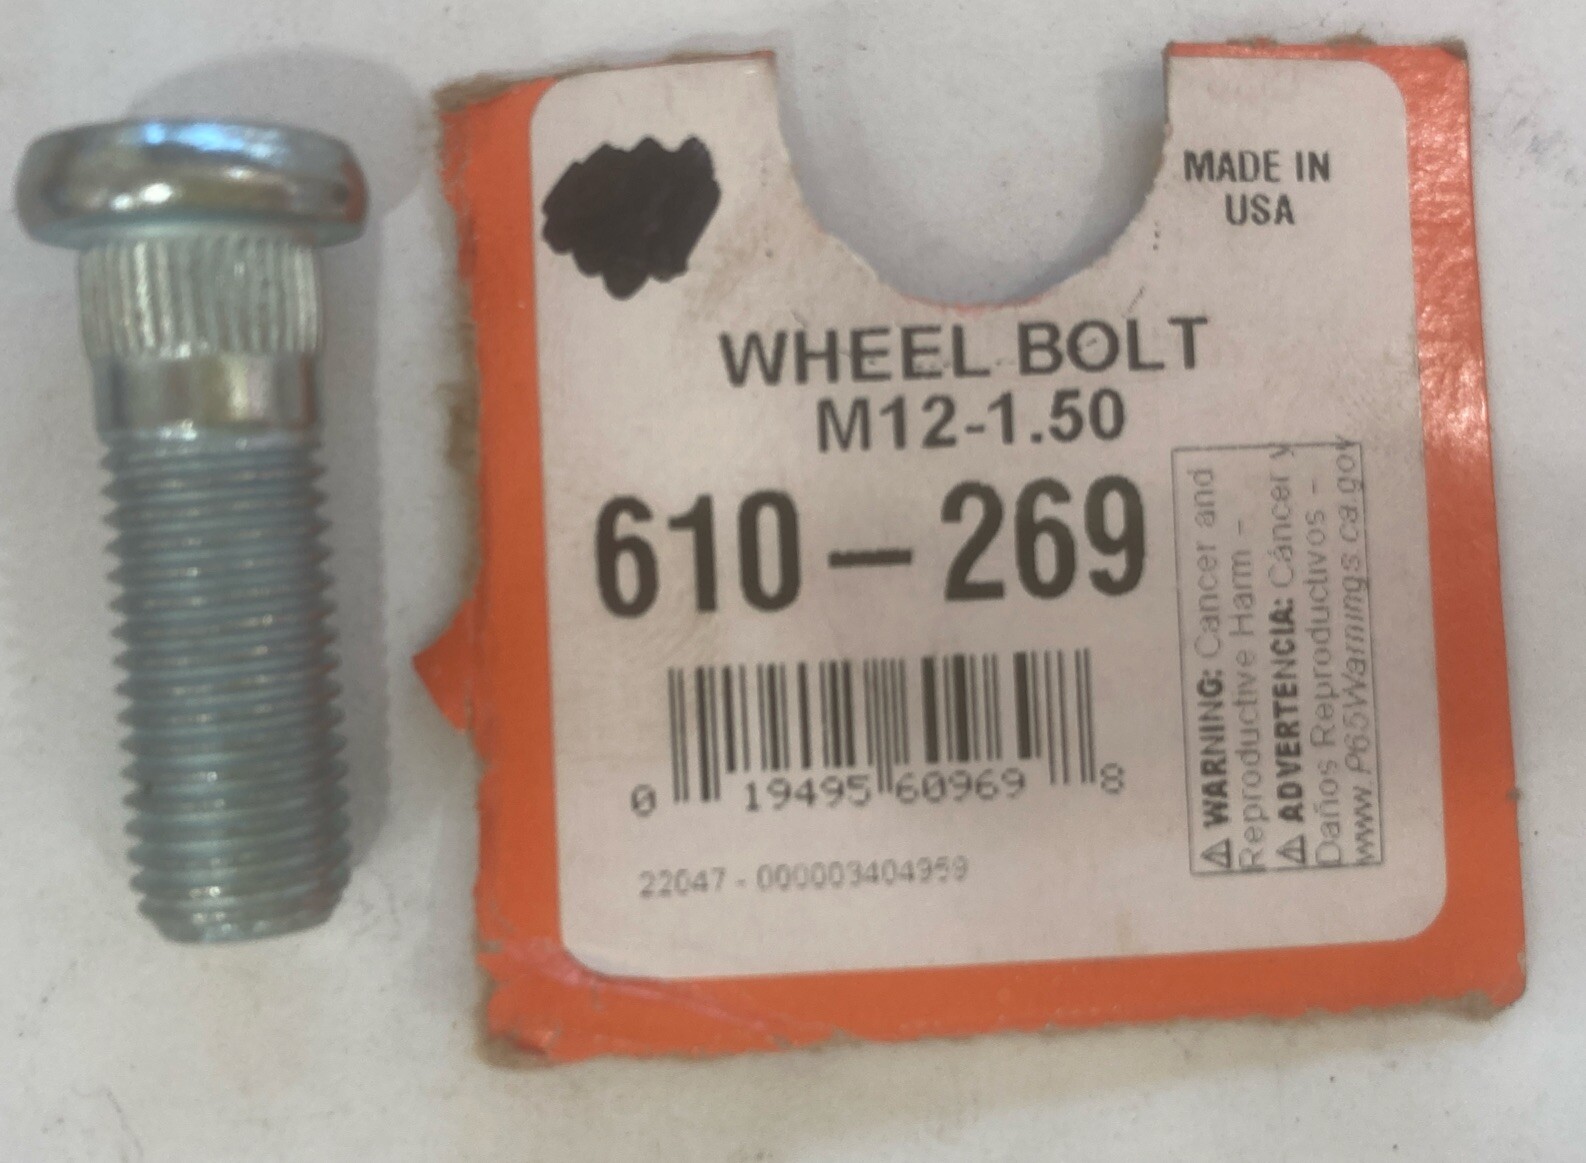 MADE IN
USA
WHEEL BOLT
M12-1.50
610-269
0 19495 60969 8
22047 - 000003404959
⚠ WARNING: Cancer and
Reproductive Harm -
⚠ ADVERTENCIA: Cáncer y
Daños Reproductivos -
www.P65Warnings.ca.gov